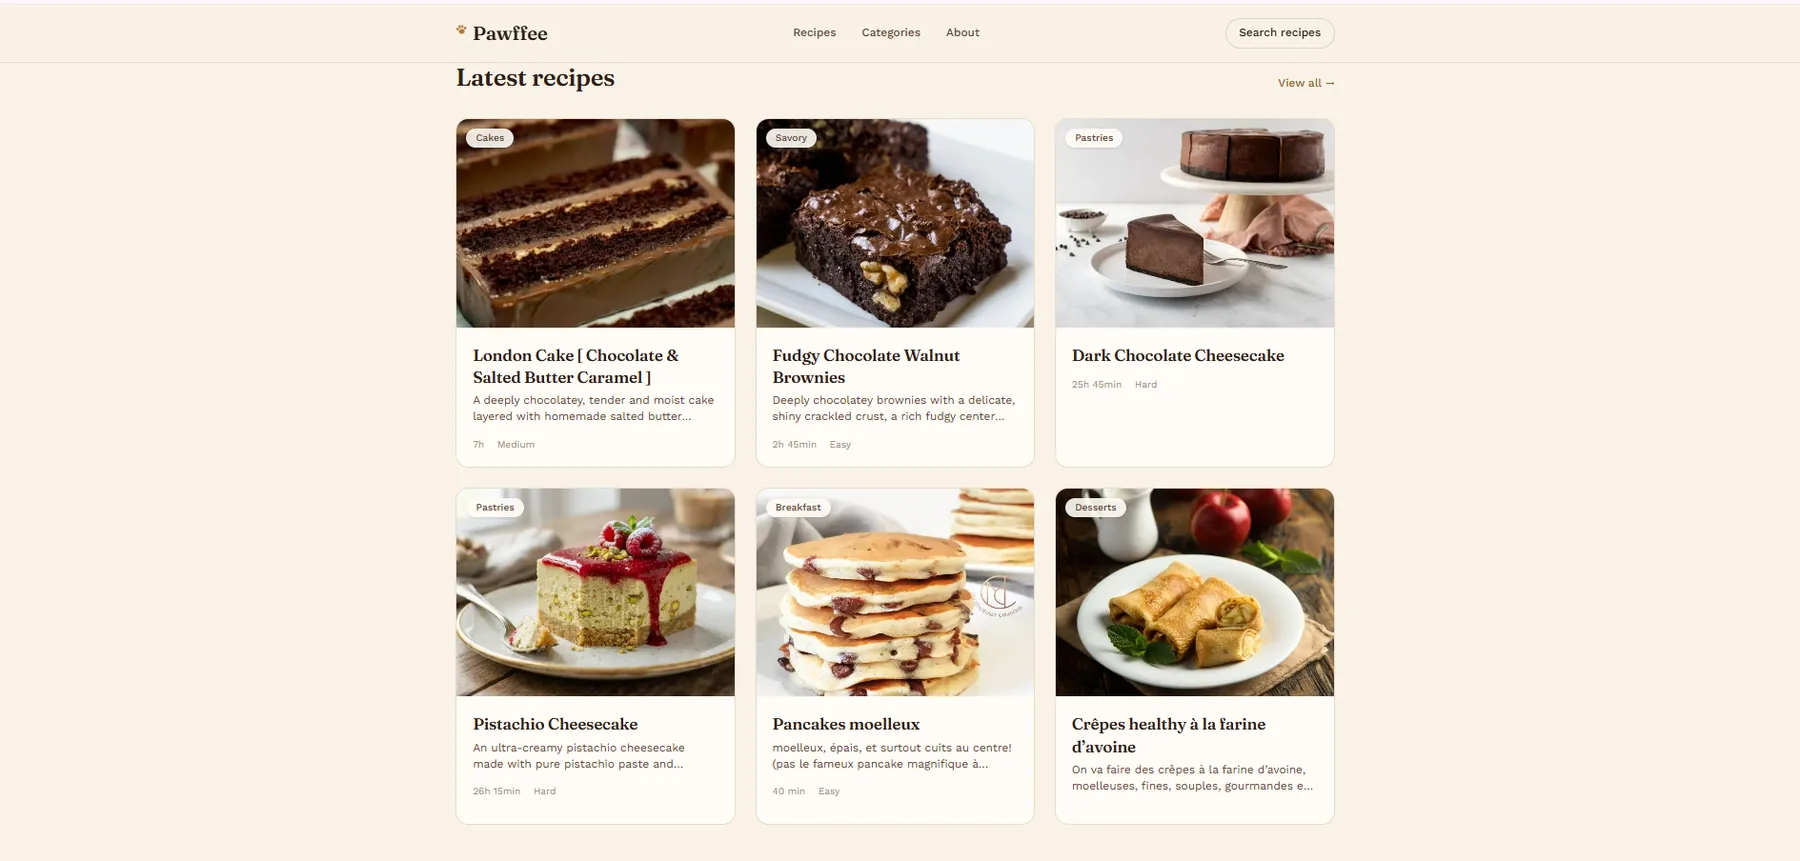 Pawffee
Recipes
Categories
About
Search recipes
Latest recipes
View all →
Cakes
London Cake [ Chocolate &
Salted Butter Caramel ]
A deeply chocolatey, tender and moist cake
layered with homemade salted butter...
7h Medium
Savory
Fudgy Chocolate Walnut
Brownies
Deeply chocolatey brownies with a delicate,
shiny crackled crust, a rich fudgy center...
2h 45min Easy
Pastries
Dark Chocolate Cheesecake
25h 45min Hard
Pastries
Pistachio Cheesecake
An ultra-creamy pistachio cheesecake
made with pure pistachio paste and...
26h 15min Hard
Breakfast
Pancakes moelleux
moelleux, épais, et surtout cuits au centre!
(pas le fameux pancake magnifique à...
40 min Easy
Desserts
Crêpes healthy à la farine
d’avoine
On va faire des crêpes à la farine d’avoine,
moelleuses, fines, souples, gourmandes e...